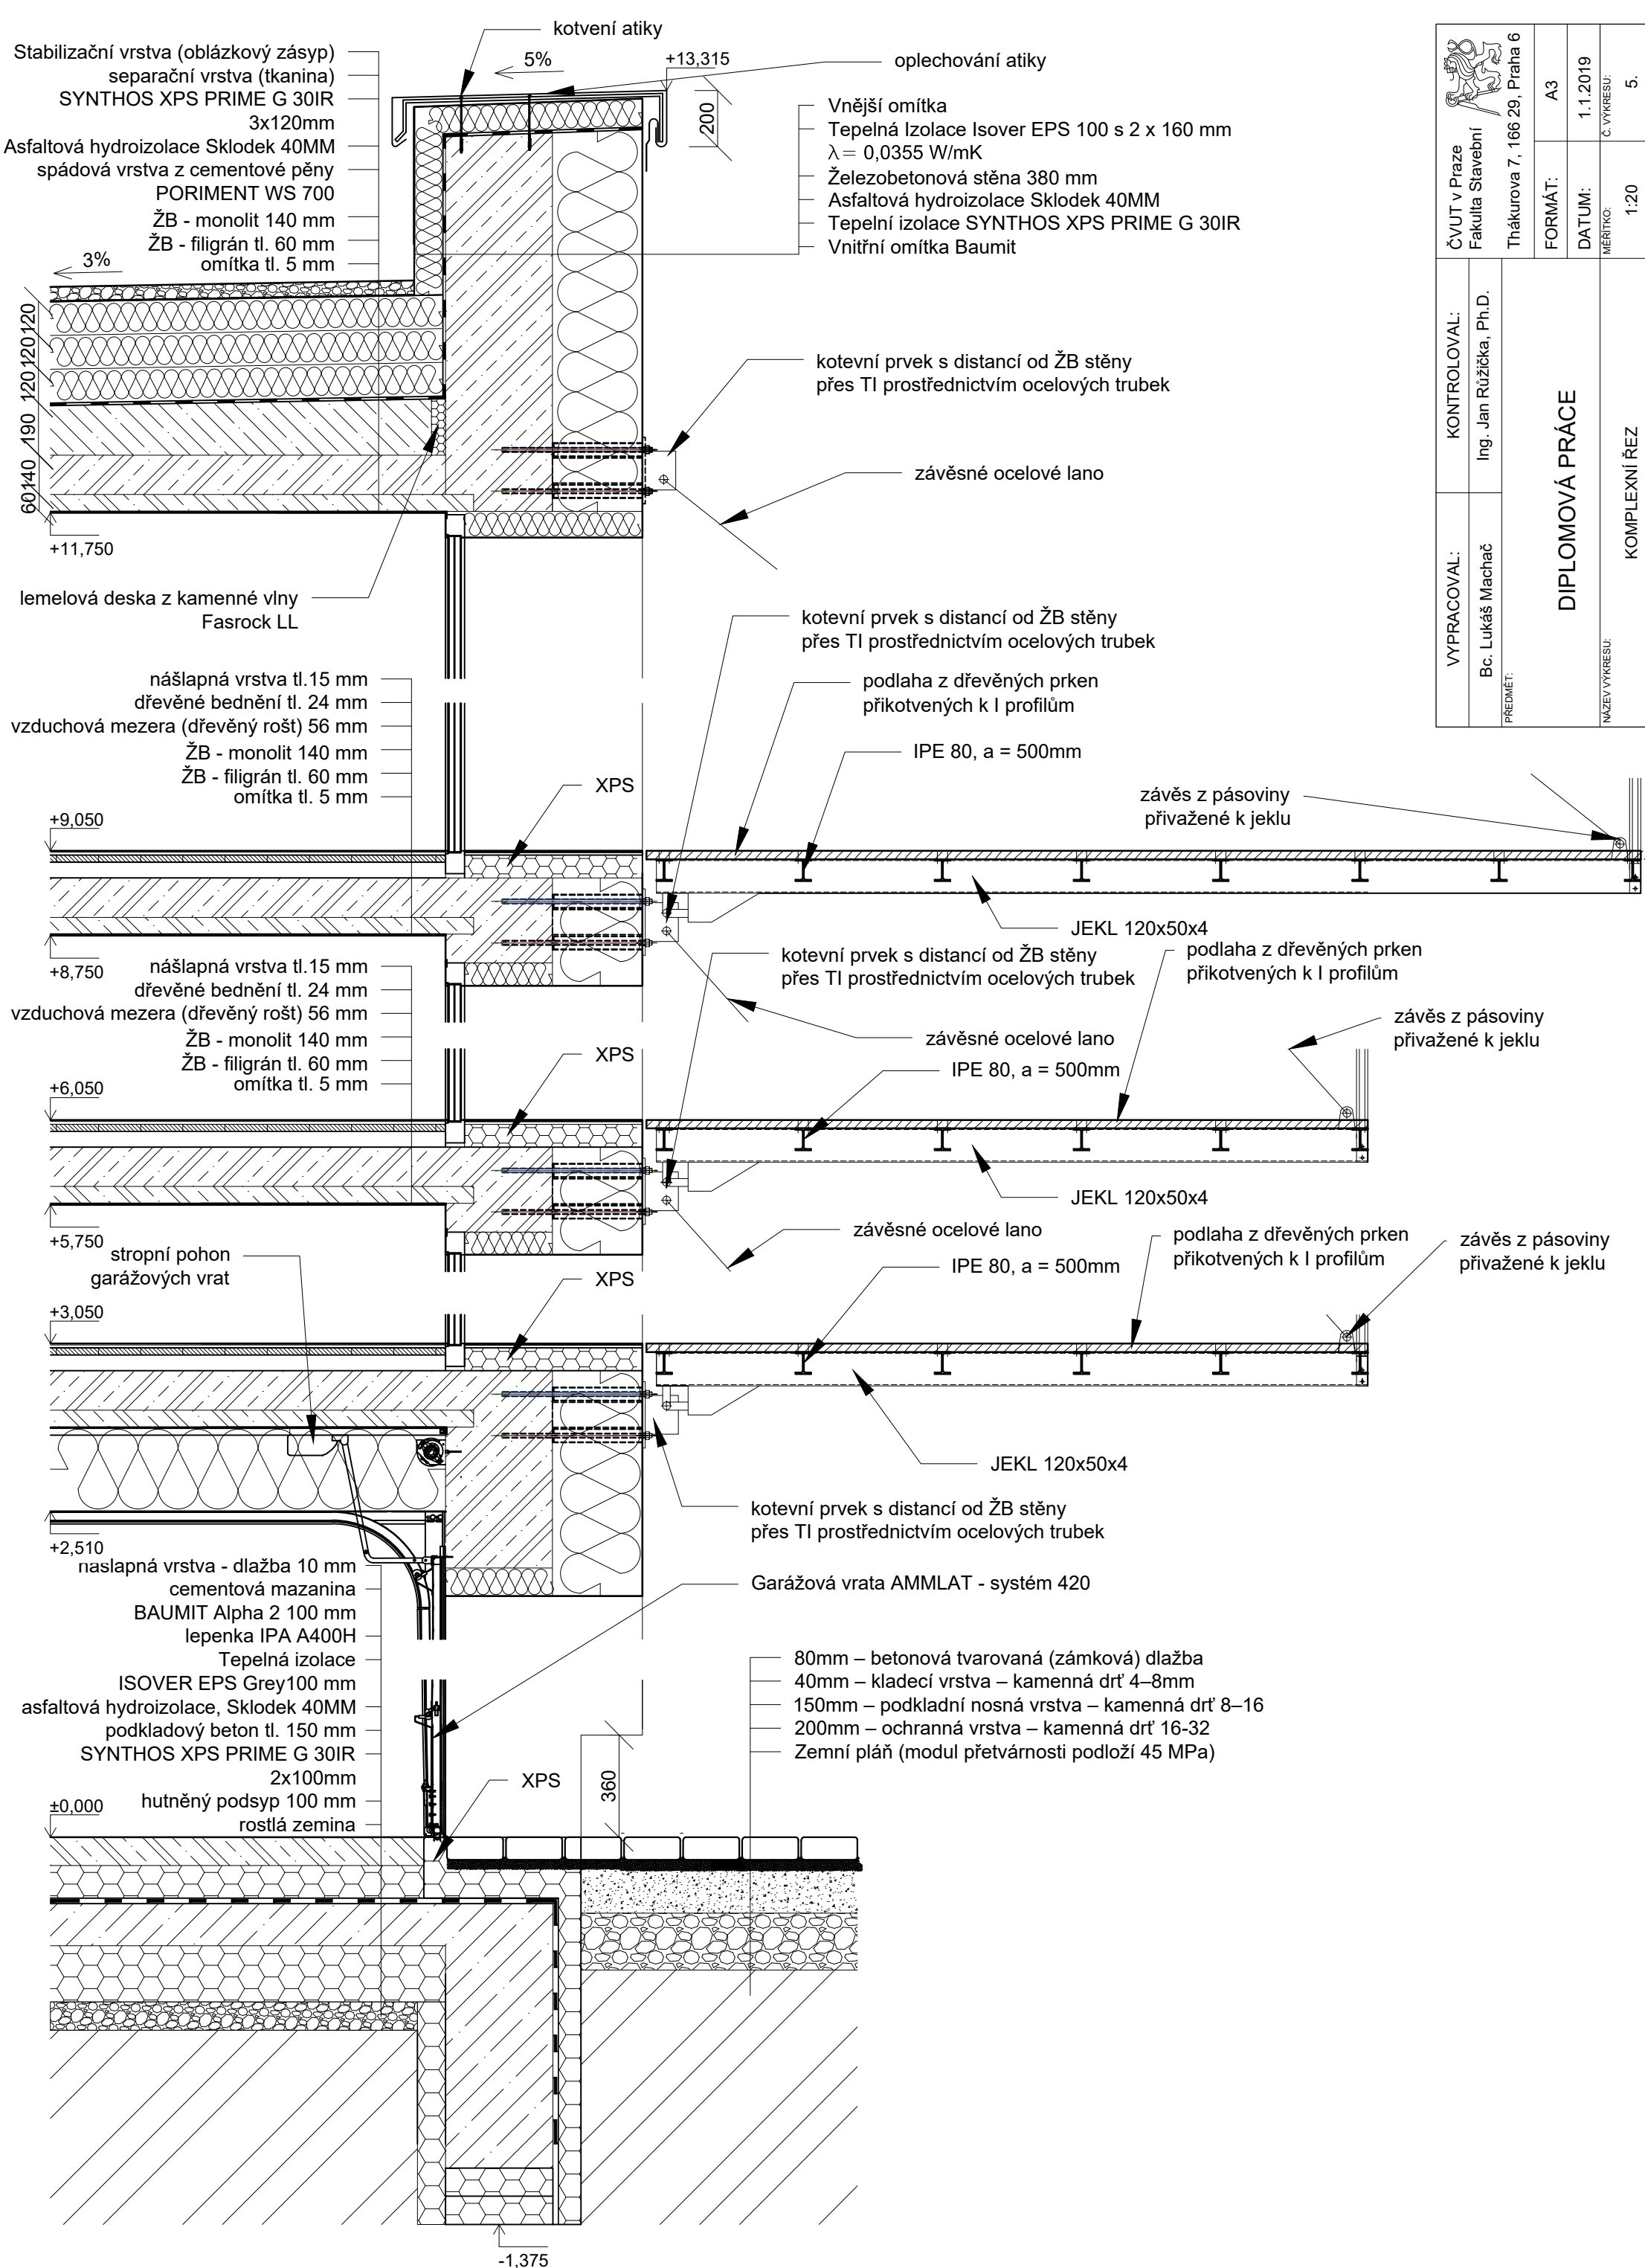 kotvení atiky
Stabilizační vrstva (oblázkový zásyp)
separační vrstva (tkanina)
SYNTHOS XPS PRIME G 30IR
3x120mm
Asfaltová hydroizolace Sklodek 40MM
spádová vrstva z cementové pěny
PORIMENT WS 700
ŽB - monolit 140 mm
ŽB - filigrán tl. 60 mm
omítka tl. 5 mm
3%
5%
+13,315
oplechování atiky
200
Vnější omítka
Tepelná Izolace Isover EPS 100 s 2 x 160 mm
λ= 0,0355 W/mK
Železobetonová stěna 380 mm
Asfaltová hydroizolace Sklodek 40MM
Tepelní izolace SYNTHOS XPS PRIME G 30IR
Vnitřní omítka Baumit
60 140 190 120 120 120
+11,750
kotevní prvek s distancí od ŽB stěny
přes TI prostřednictvím ocelových trubek
závěsné ocelové lano
lemelová deska z kamenné vlny
Fasrock LL
kotevní prvek s distancí od ŽB stěny
přes TI prostřednictvím ocelových trubek
podlaha z dřevěných prken
přikotvených k I profilům
IPE 80, a = 500mm
nášlapná vrstva tl.15 mm
dřevěné bednění tl. 24 mm
vzduchová mezera (dřevěný rošt) 56 mm
ŽB - monolit 140 mm
ŽB - filigrán tl. 60 mm
omítka tl. 5 mm
XPS
závěs z pásoviny
přivažené k jeklu
+9,050
JEKL 120x50x4
+8,750
nášlapná vrstva tl.15 mm
dřevěné bednění tl. 24 mm
vzduchová mezera (dřevěný rošt) 56 mm
ŽB - monolit 140 mm
ŽB - filigrán tl. 60 mm
omítka tl. 5 mm
kotevní prvek s distancí od ŽB stěny
přes TI prostřednictvím ocelových trubek
podlaha z dřevěných prken
přikotvených k I profilům
závěsné ocelové lano
závěs z pásoviny
přivažené k jeklu
XPS
IPE 80, a = 500mm
+6,050
JEKL 120x50x4
+5,750
závěsné ocelové lano
podlaha z dřevěných prken
přikotvených k I profilům
závěs z pásoviny
přivažené k jeklu
stropní pohon
garážových vrat
XPS
IPE 80, a = 500mm
+3,050
JEKL 120x50x4
kotevní prvek s distancí od ŽB stěny
přes TI prostřednictvím ocelových trubek
+2,510
nášlapná vrstva - dlažba 10 mm
cementová mazanina
BAUMIT Alpha 2 100 mm
lepenka IPA A400H
Tepelná izolace
ISOVER EPS Grey100 mm
asfaltová hydroizolace, Sklodek 40MM
podkladový beton tl. 150 mm
SYNTHOS XPS PRIME G 30IR
2x100mm
hutněný podsyp 100 mm
rostlá zemina
Garážová vrata AMMLAT - systém 420
80mm – betonová tvarovaná (zámková) dlažba
40mm – kladecí vrstva – kamenná drť 4–8mm
150mm – podkladní nosná vrstva – kamenná drť 8–16
200mm – ochranná vrstva – kamenná drť 16-32
Zemní pláň (modul přetvárnosti podloží 45 MPa)
XPS
360
±0,000
-1,375
VYPRACOVAL:
KONTROLOVAL:
ČVUT v Praze
Fakulta Stavební
Bc. Lukáš Machač
Ing. Jan Růžička, Ph.D.
Thákurova 7, 166 29, Praha 6
PŘEDMĚT:
DIPLOMOVÁ PRÁCE
FORMÁT:
A3
DATUM:
1.1.2019
NÁZEV VÝKRESU:
KOMPLEXNÍ ŘEZ
MĚŘÍTKO:
1:20
Č. VÝKRESU:
5.